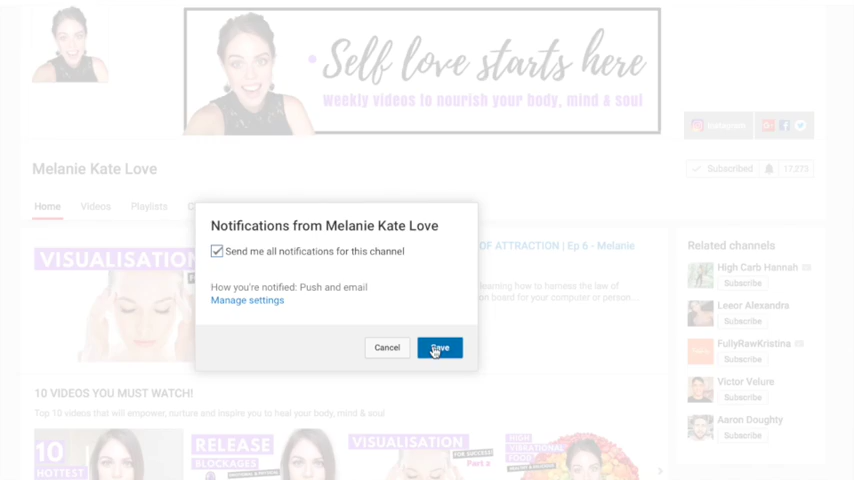 Self love starts here
weekly videos to nourish your body, mind & soul
Instagram
Melanie Kate Love
Subscribed 17,273
Home Videos Playlists
Notifications from Melanie Kate Love
Send me all notifications for this channel
How you're notified: Push and email
Manage settings
Cancel Save
VISUALISATION
OF ATTRACTION | Ep 6 - Melanie
learning how to harness the law of
on board for your computer or person...
Related channels
High Carb Hannah
Subscribe
Leeor Alexandra
Subscribe
FullyRawKristina
Subscribe
Victor Velure
Subscribe
Aaron Doughty
Subscribe
10 VIDEOS YOU MUST WATCH!
Top 10 videos that will empower, nurture and inspire you to heal your body, mind & soul
10
HOTTEST
RELEASE
BLOCKAGES
VISUALISATION
FOR SUCCESS!
Part 2
HIGH
VIBRATIONAL
FOOD